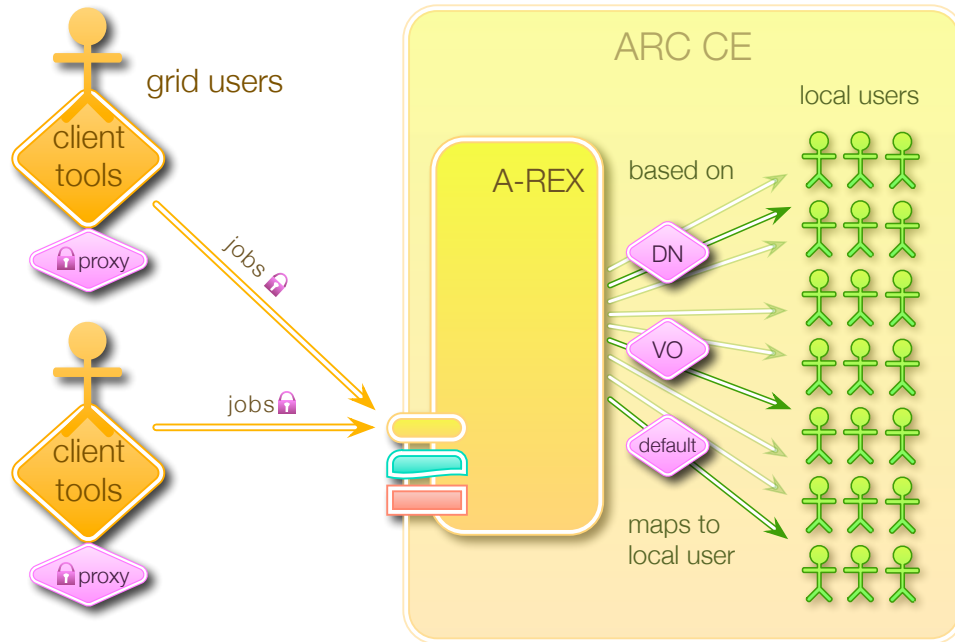 ARC CE
grid users
local users
client
tools
A-REX
based on
proxy
jobs
DN
VO
jobs
default
client
tools
maps to
local user
proxy